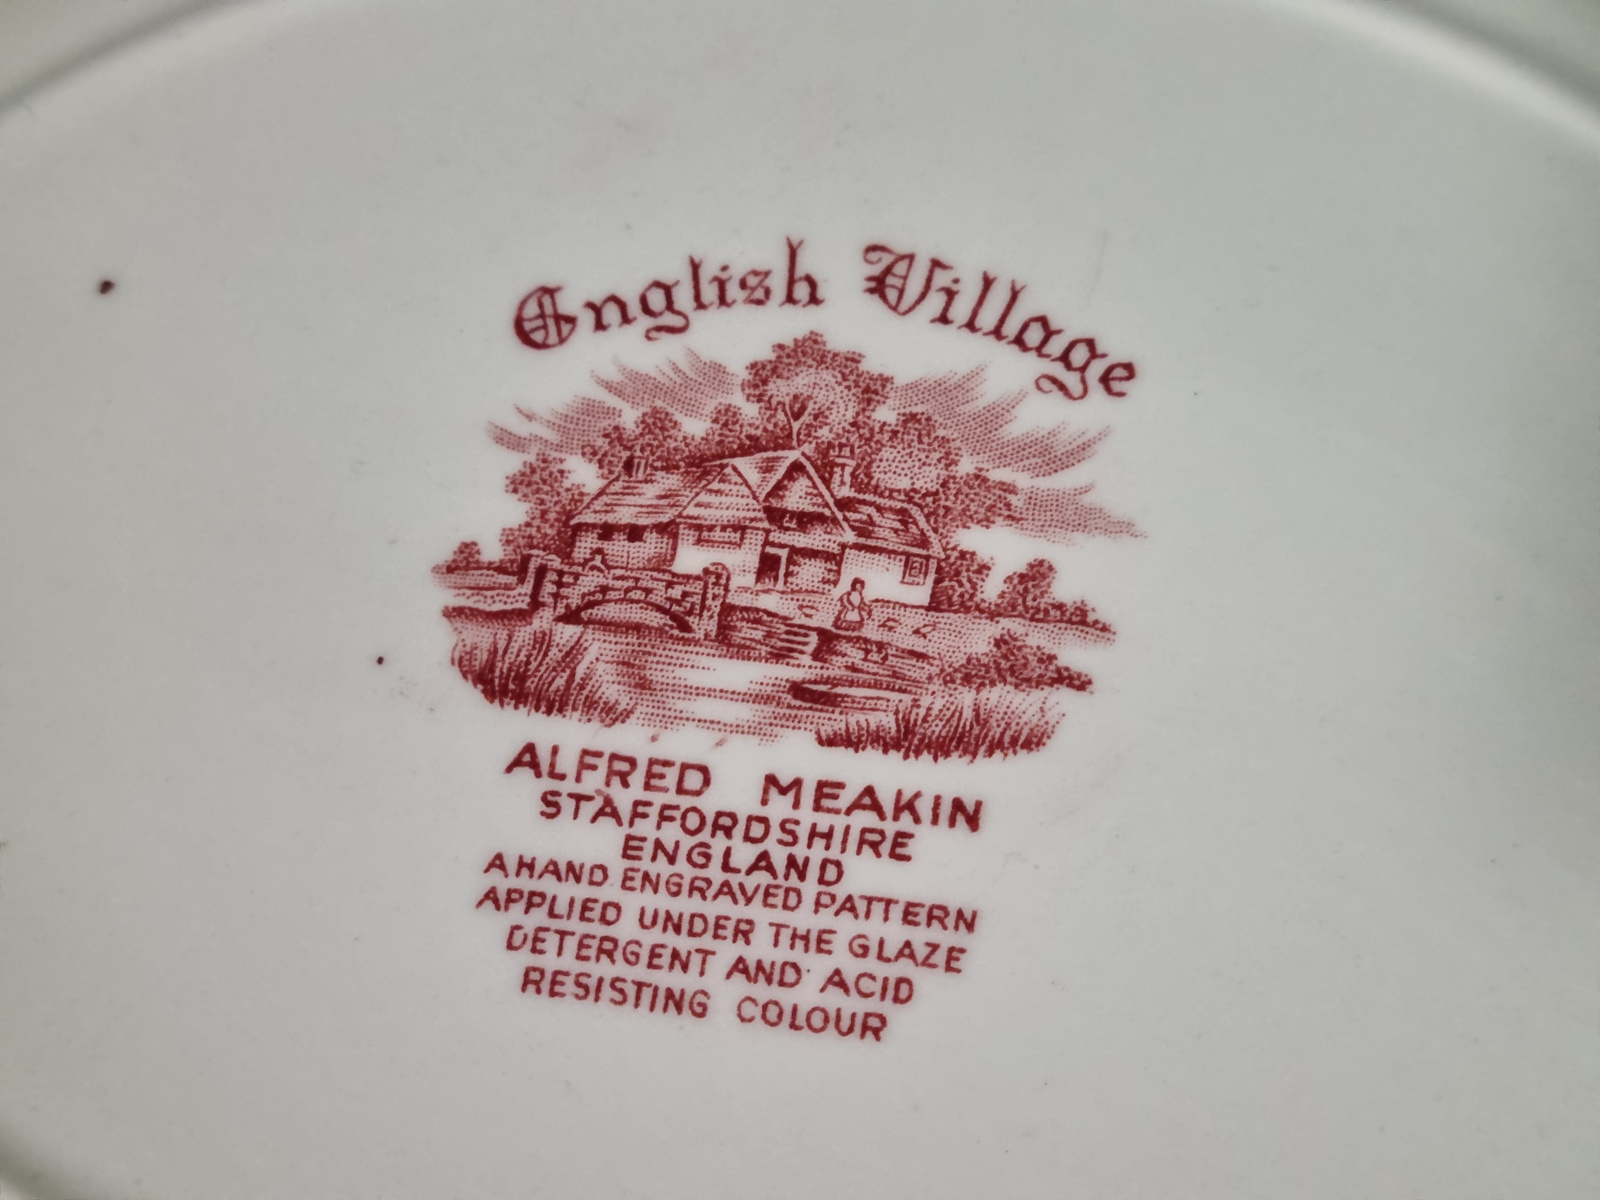 English Village
ALFRED MEAKIN
STAFFORDSHIRE
ENGLAND
A HAND ENGRAVED PATTERN
APPLIED UNDER THE GLAZE
DETERGENT AND ACID
RESISTING COLOUR